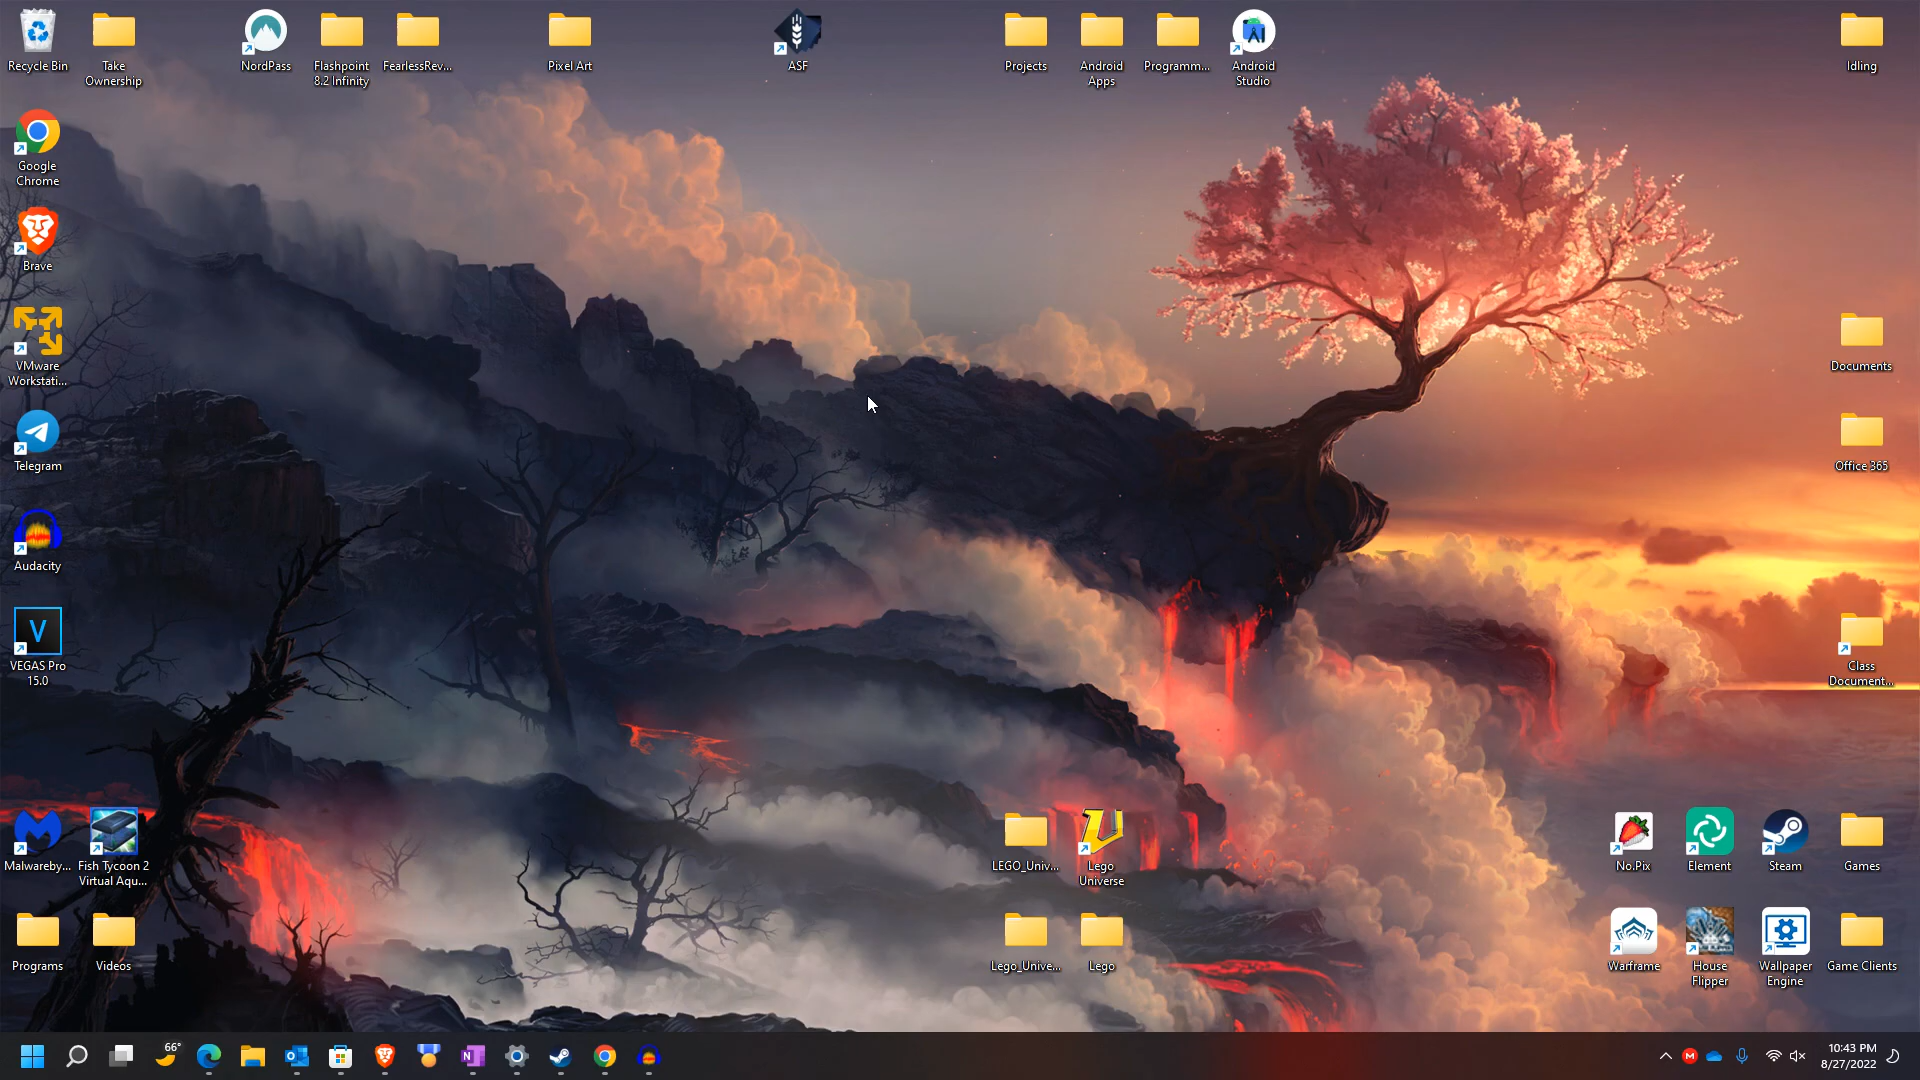 Recycle Bin
Take
Ownership
NordPass
Flashpoint
8.2 Infinity
FearlessRev...
Pixel Art
ASF
Projects
Android
Apps
Programm...
Android
Studio
Idling
Google
Chrome
Brave
VMware
Workstati...
Documents
Telegram
Office 365
Audacity
VEGAS Pro
15.0
Class
Document...
Malwareby...
Fish Tycoon 2
Virtual Aqu...
LEGO_Univ...
Lego
Universe
No.Pix
Element
Steam
Games
Programs
Videos
Lego_Unive...
Lego
Warframe
House
Flipper
Wallpaper
Engine
Game Clients
66°
10:43 PM
8/27/2022